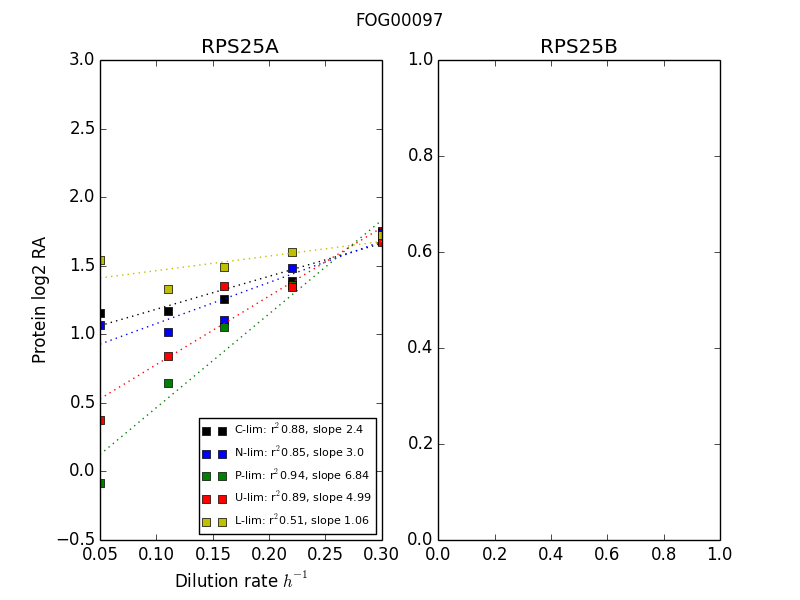 FOG00097
RPS25A
RPS25B
3.0
2.5
2.0
1.5
1.0
0.5
0.0
−0.5
Protein log2 RA
C-lim: r²0.88, slope 2.4
N-lim: r²0.85, slope 3.0
P-lim: r²0.94, slope 6.84
U-lim: r²0.89, slope 4.99
L-lim: r²0.51, slope 1.06
0.05 0.10 0.15 0.20 0.25 0.30
Dilution rate h⁻¹
1.0
0.8
0.6
0.4
0.2
0.0
0.0 0.2 0.4 0.6 0.8 1.0